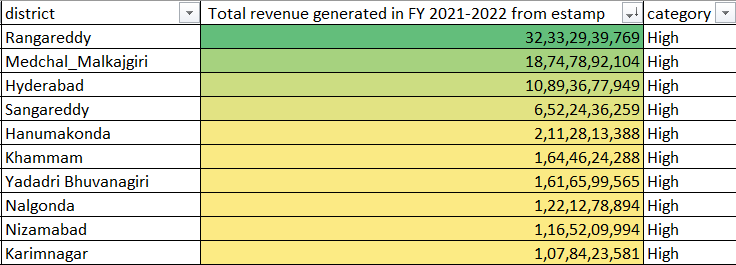 district Total revenue generated in FY 2021-2022 from estamp category
Rangareddy 32,33,29,39,769 High
Medchal_Malkajgiri 18,74,78,92,104 High
Hyderabad 10,89,36,77,949 High
Sangareddy 6,52,24,36,259 High
Hanumakonda 2,11,28,13,388 High
Khammam 1,64,46,24,288 High
Yadadri Bhuvanagiri 1,61,65,99,565 High
Nalgonda 1,22,12,78,894 High
Nizamabad 1,16,52,09,994 High
Karimnagar 1,07,84,23,581 High